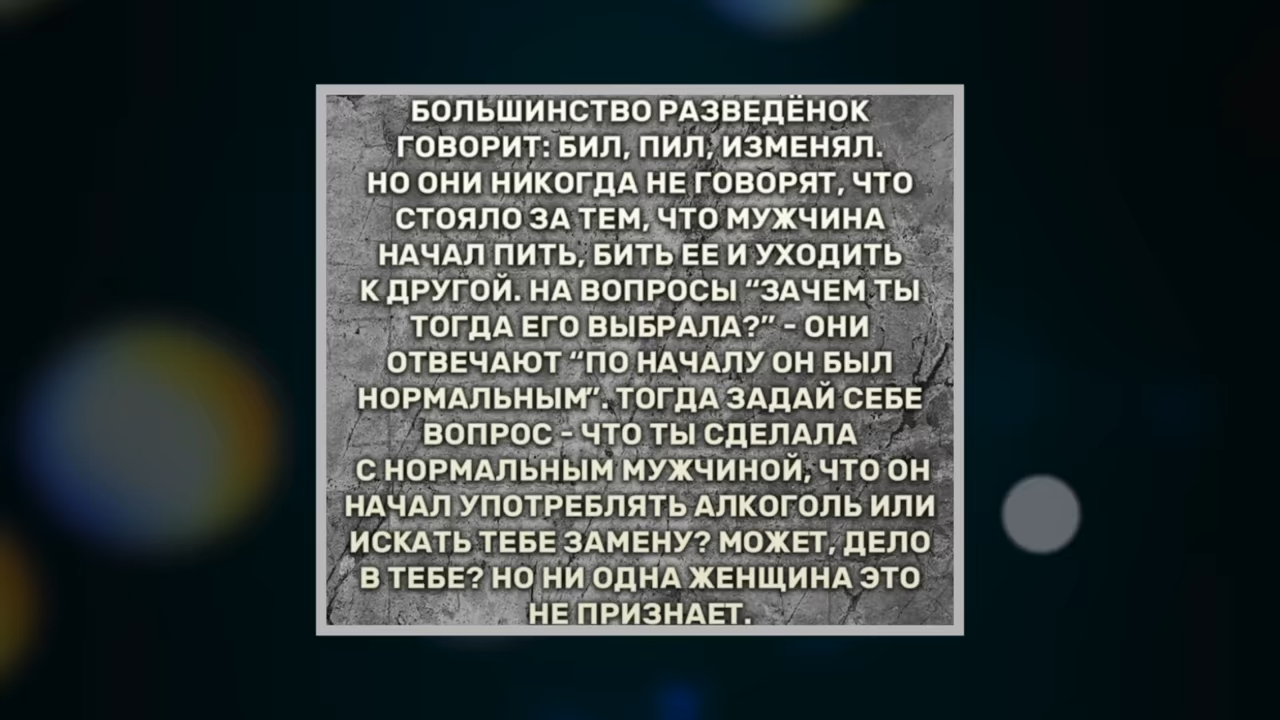 БОЛЬШИНСТВО РАЗВЕДЁНОК
ГОВОРИТ: БИЛ, ПИЛ, ИЗМЕНЯЛ.
НО ОНИ НИКОГДА НЕ ГОВОРЯТ, ЧТО
СТОЯЛО ЗА ТЕМ, ЧТО МУЖЧИНА
НАЧАЛ ПИТЬ, БИТЬ ЕЕ И УХОДИТЬ
К ДРУГОЙ. НА ВОПРОСЫ “ЗАЧЕМ ТЫ
ТОГДА ЕГО ВЫБРАЛА?” - ОНИ
ОТВЕЧАЮТ “ПО НАЧАЛУ ОН БЫЛ
НОРМАЛЬНЫМ”. ТОГДА ЗАДАЙ СЕБЕ
ВОПРОС - ЧТО ТЫ СДЕЛАЛА
С НОРМАЛЬНЫМ МУЖЧИНОЙ, ЧТО ОН
НАЧАЛ УПОТРЕБЛЯТЬ АЛКОГОЛЬ ИЛИ
ИСКАТЬ ТЕБЕ ЗАМЕНУ? МОЖЕТ, ДЕЛО
В ТЕБЕ? НО НИ ОДНА ЖЕНЩИНА ЭТО
НЕ ПРИЗНАЕТ.